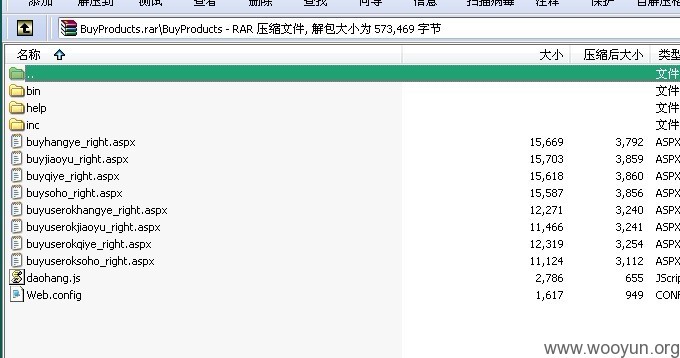 添加 解压到 测试 查看 删除 查找 向导 信息 扫描病毒 注释 保护 自解压格
BuyProducts.rar\BuyProducts - RAR 压缩文件, 解包大小为 573,469 字节
名称 大小 压缩后大小 类型
.. 文件
bin 文件
help 文件
inc 文件
buyhangye_right.aspx 15,669 3,792 ASPX
buyjiaoyu_right.aspx 15,703 3,859 ASPX
buyqiye_right.aspx 15,618 3,860 ASPX
buysoho_right.aspx 15,587 3,856 ASPX
buyuserokhangye_right.aspx 12,271 3,240 ASPX
buyuserokjiaoyu_right.aspx 11,466 3,241 ASPX
buyuserokqiye_right.aspx 12,319 3,254 ASPX
buyuseroksoho_right.aspx 11,124 3,112 ASPX
daohang.js 2,786 655 JScrip
Web.config 1,617 949 CONF
www.wooyun.org